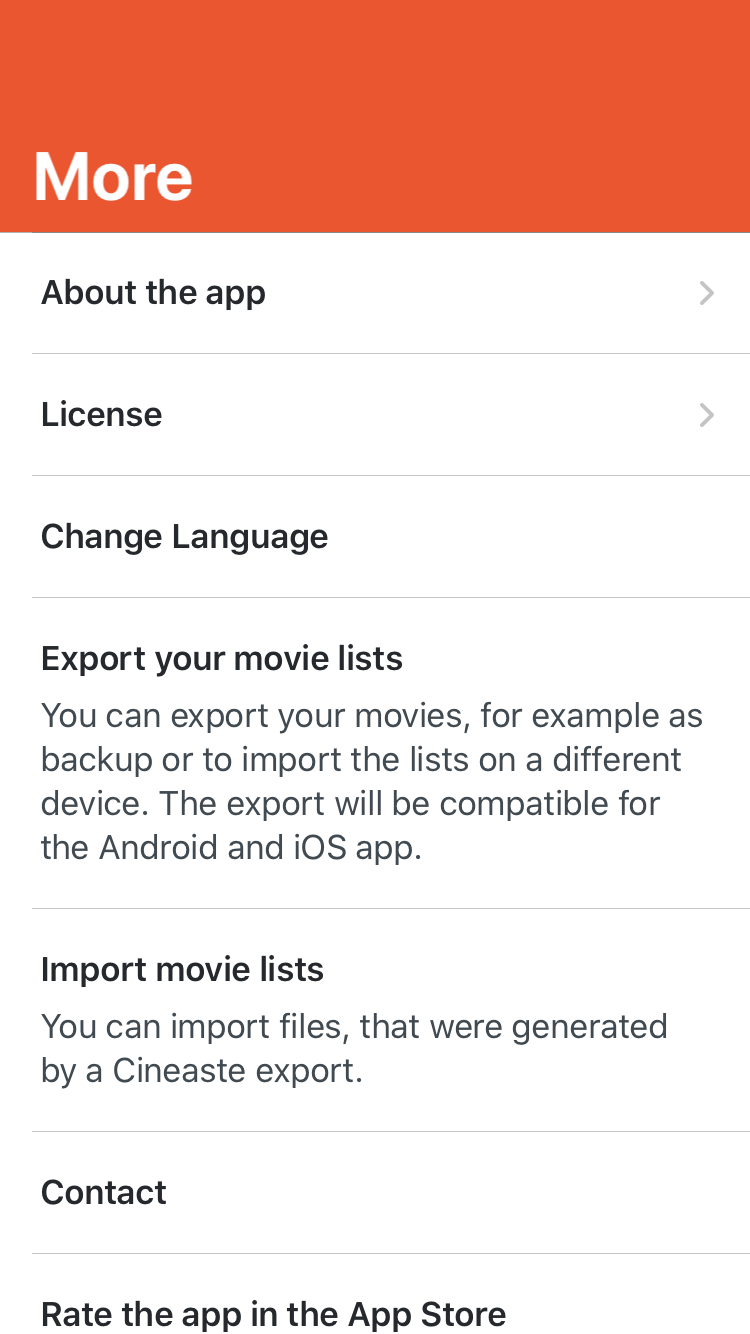 More
About the app
License
Change Language
Export your movie lists
You can export your movies, for example as
backup or to import the lists on a different
device. The export will be compatible for
the Android and iOS app.
Import movie lists
You can import files, that were generated
by a Cineaste export.
Contact
Rate the app in the App Store